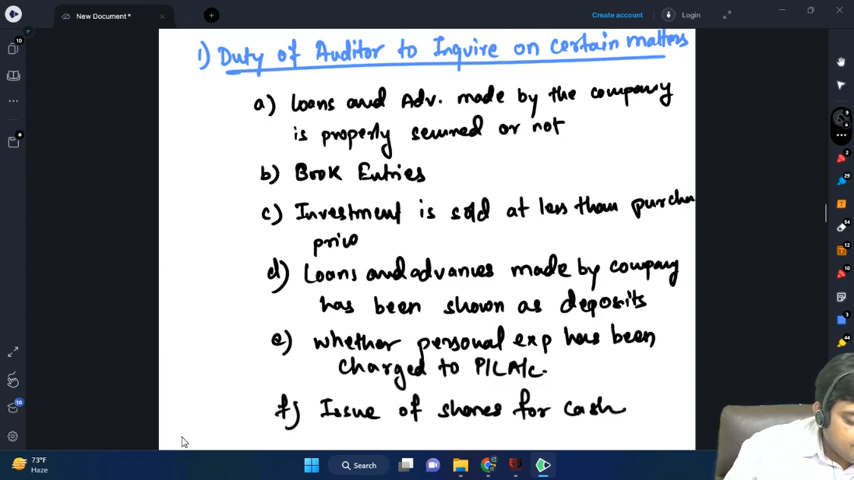 New Document*
Create account
Login
1) Duty of Auditor to Inquire on certain matters
a) Loans and Adv. made by the company
is properly secured or not
b) Book Entries
c) Investment is sold at less than purcha
price
d) Loans and advances made by company
has been shown as deposits
e) whether personal exp has been
charged to P/L A/c.
f) Issue of shares for cash
73°F
Haze
Search